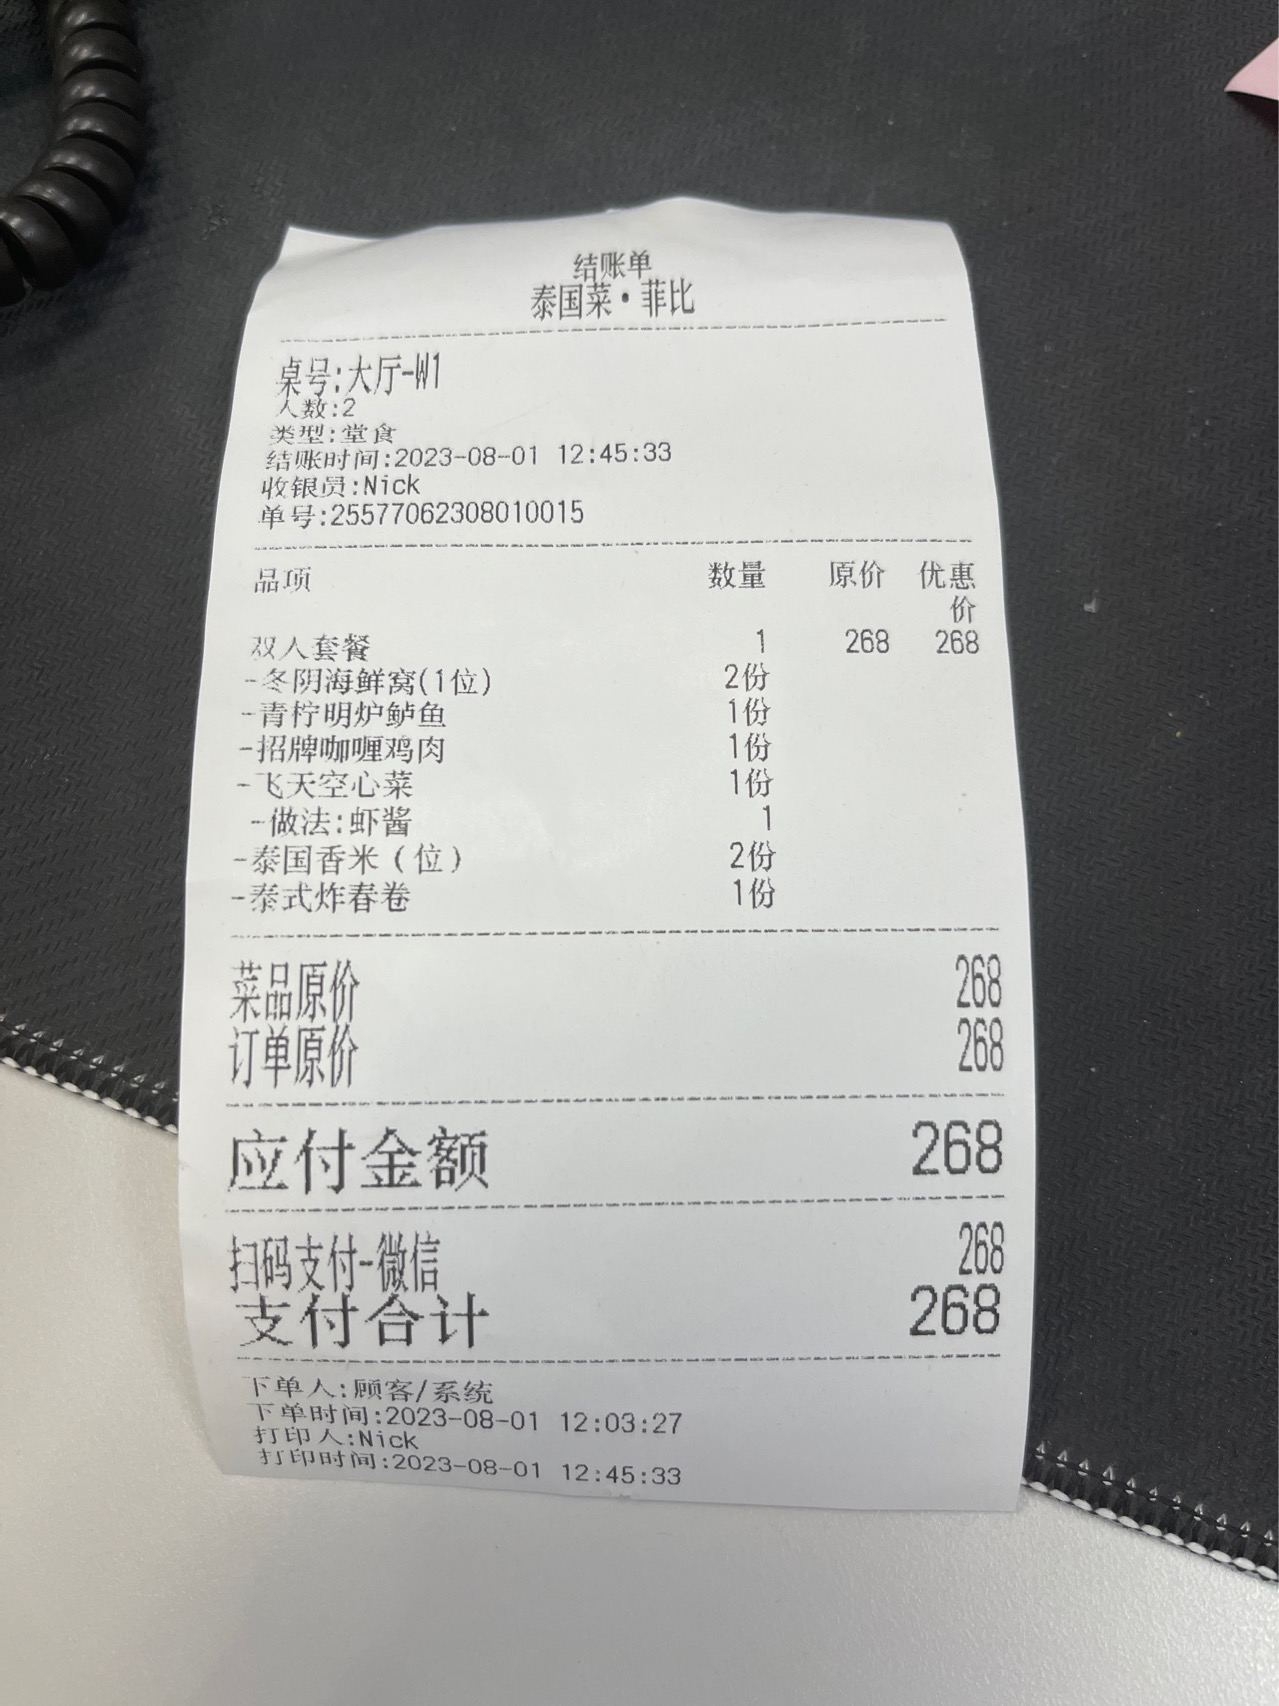 结账单
泰国菜·菲比
桌号:大厅-W1
人数:2
类型:堂食
结账时间:2023-08-01 12:45:33
收银员:Nick
单号:25577062308010015
品项 数量 原价 优惠价
双人套餐 1 268 268
-冬阴海鲜窝(1位) 2份
-青柠明炉鲈鱼 1份
-招牌咖喱鸡肉 1份
-飞天空心菜 1份
-做法:虾酱 1
-泰国香米（位） 2份
-泰式炸春卷 1份
菜品原价 268
订单原价 268
应付金额 268
扫码支付-微信 268
支付合计 268
下单人:顾客/系统
下单时间:2023-08-01 12:03:27
打印人:Nick
打印时间:2023-08-01 12:45:33